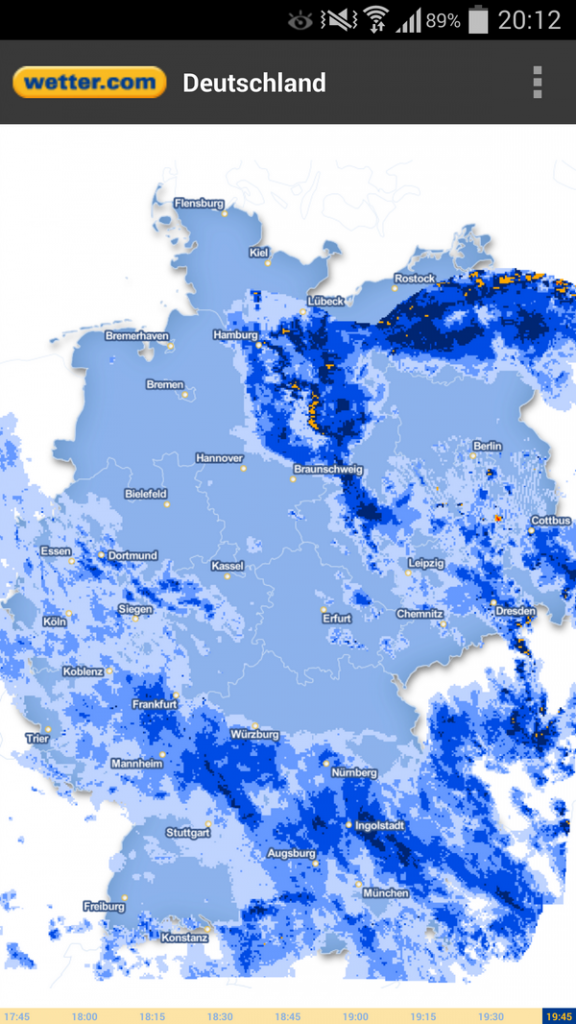 89% 20:12
wetter.com Deutschland
Flensburg
Kiel
Rostock
Lübeck
Hamburg
Bremerhaven
Bremen
Berlin
Hannover
Braunschweig
Bielefeld
Cottbus
Essen
Dortmund
Kassel
Leipzig
Siegen
Erfurt
Chemnitz
Dresden
Köln
Koblenz
Frankfurt
Trier
Würzburg
Mannheim
Nürnberg
Stuttgart
Ingolstadt
Augsburg
München
Freiburg
Konstanz
17:45 18:00 18:15 18:30 18:45 19:00 19:15 19:30 19:45